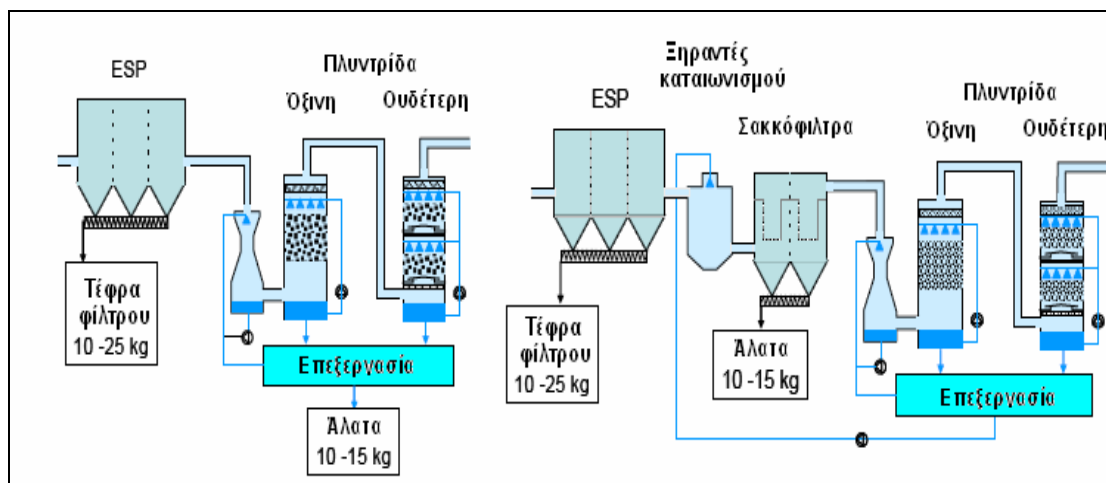 ESP
Πλυντρίδα
Όξινη
Ουδέτερη
Τέφρα
φίλτρου
10 -25 kg
Επεξεργασία
Άλατα
10 -15 kg
Ξηραντές
καταιωνισμού
ESP
Σακκόφιλτρα
Πλυντρίδα
Όξινη
Ουδέτερη
Τέφρα
φίλτρου
10 -25 kg
Άλατα
10 -15 kg
Επεξεργασία